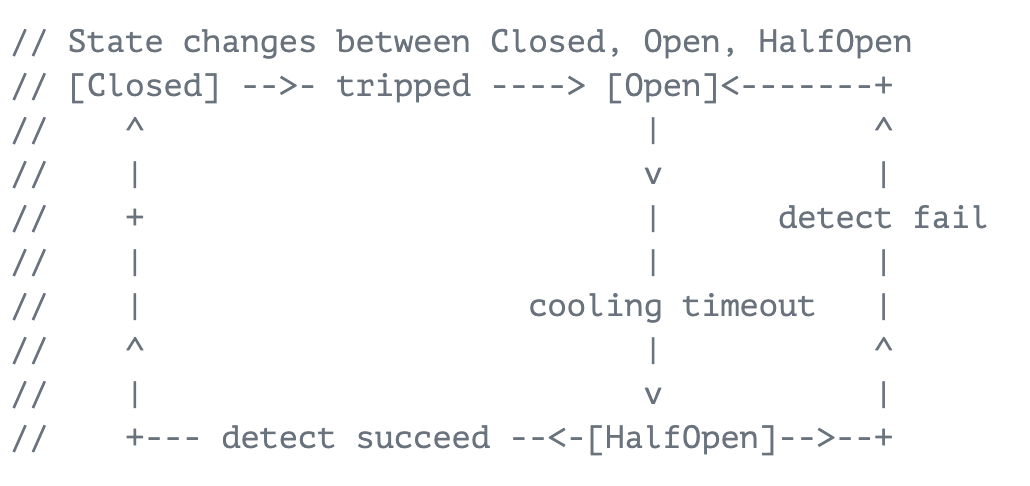 // State changes between Closed, Open, HalfOpen
// [Closed] -->- tripped ----> [Open]<-------+
//    ^                           |           ^
//    |                           v           |
//    +                           |     detect fail
//    |                           |           |
//    |                     cooling timeout   |
//    ^                           |           ^
//    |                           v           |
//    +--- detect succeed --<-[HalfOpen]-->--+